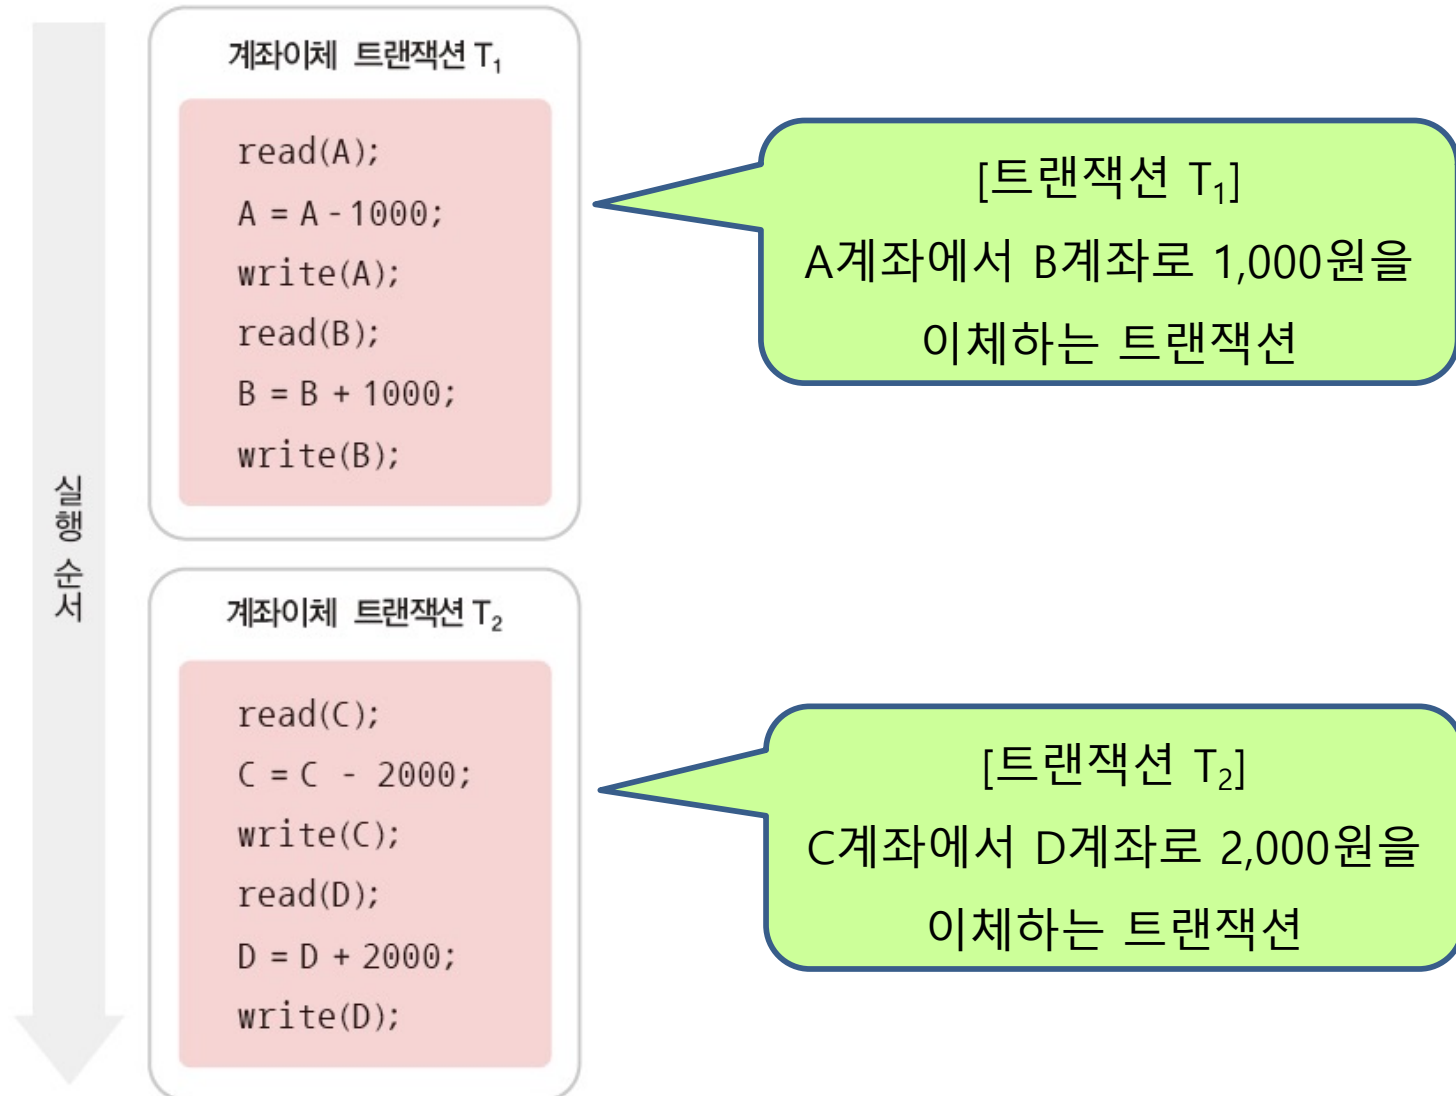 실행 순서
계좌이체 트랜잭션 T₁
read(A);
A = A - 1000;
write(A);
read(B);
B = B + 1000;
write(B);
[트랜잭션 T₁]
A계좌에서 B계좌로 1,000원을
이체하는 트랜잭션
계좌이체 트랜잭션 T₂
read(C);
C = C - 2000;
write(C);
read(D);
D = D + 2000;
write(D);
[트랜잭션 T₂]
C계좌에서 D계좌로 2,000원을
이체하는 트랜잭션